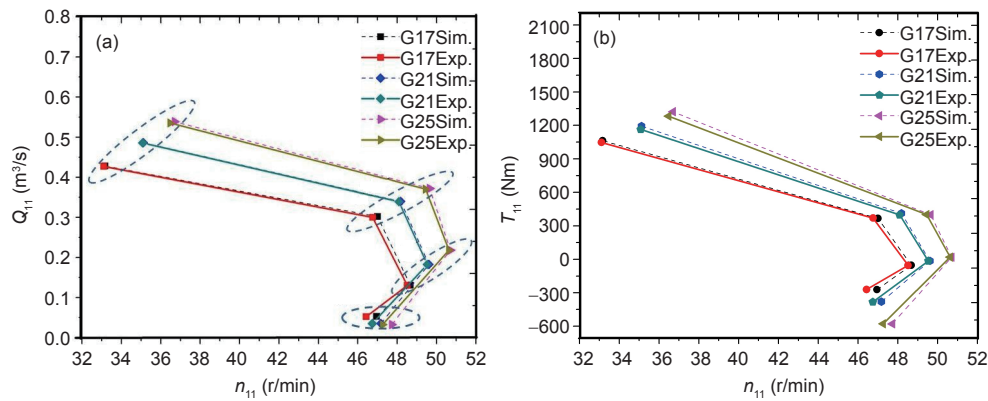 (a)
G17Sim.
G17Exp.
G21Sim.
G21Exp.
G25Sim.
G25Exp.
0.8
0.7
0.6
0.5
0.4
0.3
0.2
0.1
0.0
Q₁₁ (m³/s)
32 34 36 38 40 42 44 46 48 50 52
n₁₁ (r/min)
(b)
G17Sim.
G17Exp.
G21Sim.
G21Exp.
G25Sim.
G25Exp.
2100
1800
1500
1200
900
600
300
0
−300
−600
T₁₁ (Nm)
32 34 36 38 40 42 44 46 48 50 52
n₁₁ (r/min)